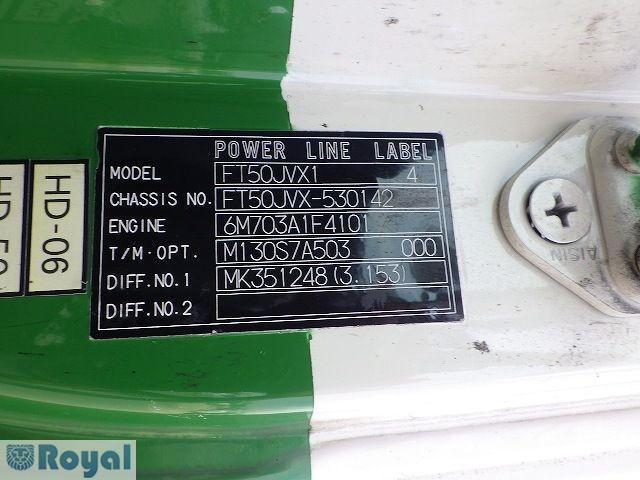 POWER LINE LABEL
MODEL FT50JVX1 4
CHASSIS NO. FT50JVX-530142
ENGINE 6M703A1F4101
T/M·OPT. M130S7A503 000
DIFF.NO.1 MK351248(3.153)
DIFF.NO.2
HD-06
AISIN
Royal